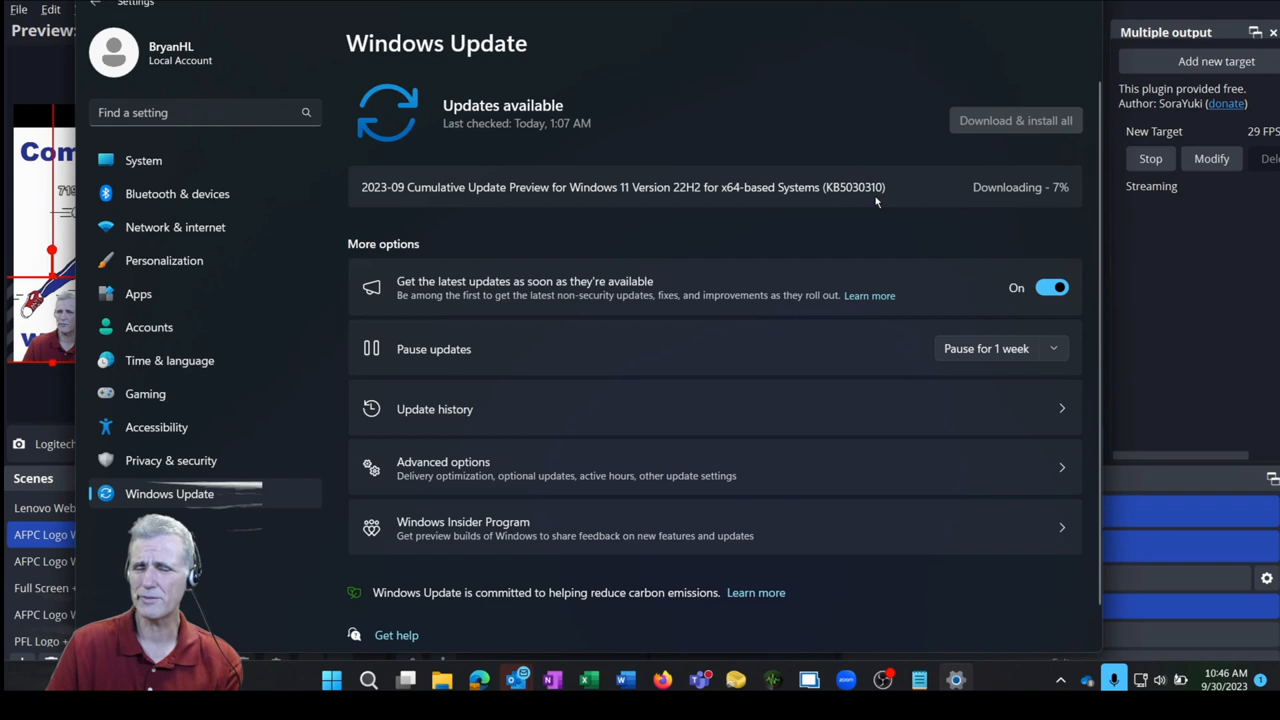 File Edit
Settings
Preview:
BryanHL
Local Account
Find a setting
System
Bluetooth & devices
Network & internet
Personalization
Apps
Accounts
Time & language
Gaming
Accessibility
Privacy & security
Windows Update
Windows Update
Updates available
Last checked: Today, 1:07 AM
Download & install all
2023-09 Cumulative Update Preview for Windows 11 Version 22H2 for x64-based Systems (KB5030310)
Downloading - 7%
More options
Get the latest updates as soon as they're available
Be among the first to get the latest non-security updates, fixes, and improvements as they roll out. Learn more
On
Pause updates
Pause for 1 week
Update history
Advanced options
Delivery optimization, optional updates, active hours, other update settings
Windows Insider Program
Get preview builds of Windows to share feedback on new features and updates
Windows Update is committed to helping reduce carbon emissions. Learn more
Get help
Multiple output
Add new target
This plugin provided
Author: SoraYuki (donate)
New Target 29 FPS
Stop Modify Del
Streaming
Com
719
Logitech
Scenes
Lenovo Web
AFPC Logo W
AFPC Logo W
Full Screen +
AFPC Logo W
PFL Logo +
zoom
10:46 AM
9/30/2023
1